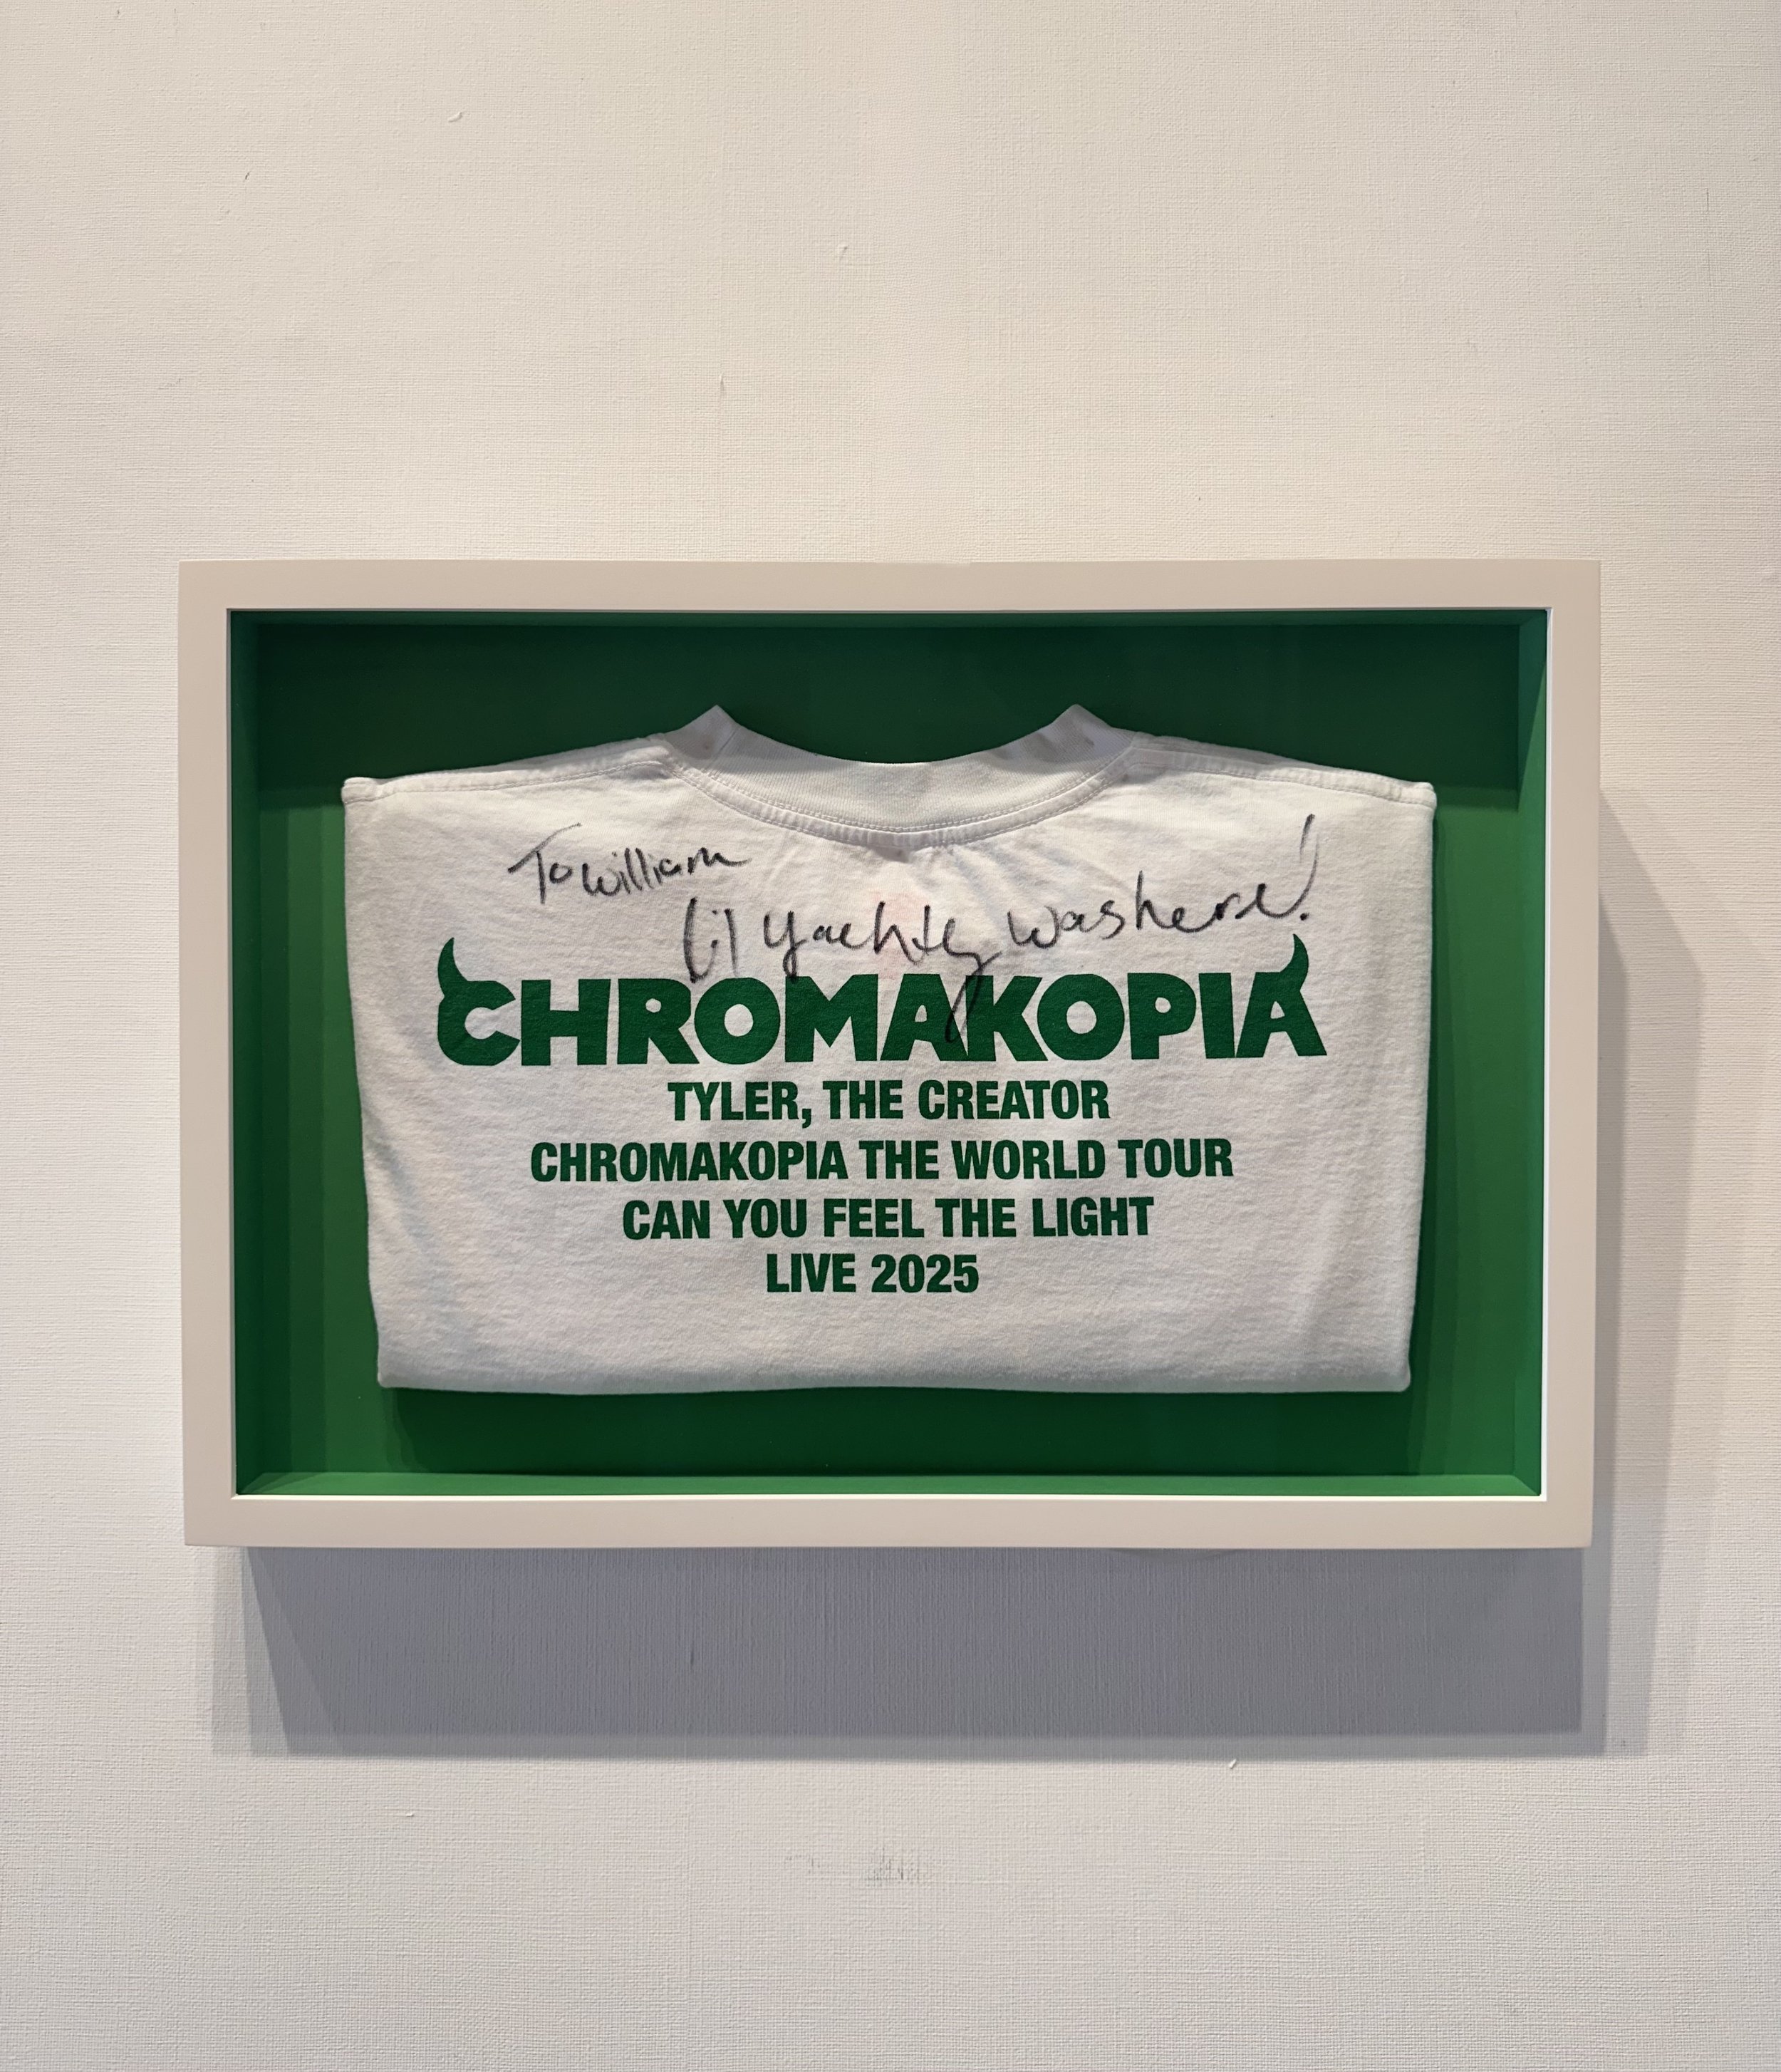 To William
Lil Yachty was here!
CHROMAKOPIA
TYLER, THE CREATOR
CHROMAKOPIA THE WORLD TOUR
CAN YOU FEEL THE LIGHT
LIVE 2025